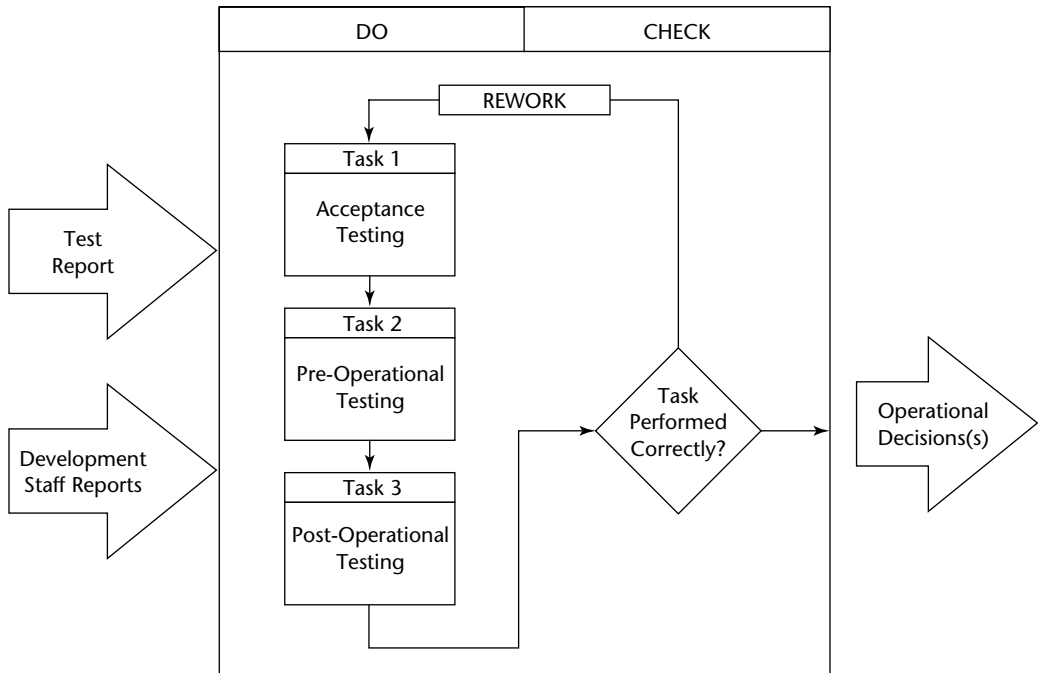 DO
CHECK
REWORK
Task 1
Acceptance
Testing
Test
Report
Task 2
Pre-Operational
Testing
Task
Performed
Correctly?
Operational
Decisions(s)
Development
Staff Reports
Task 3
Post-Operational
Testing